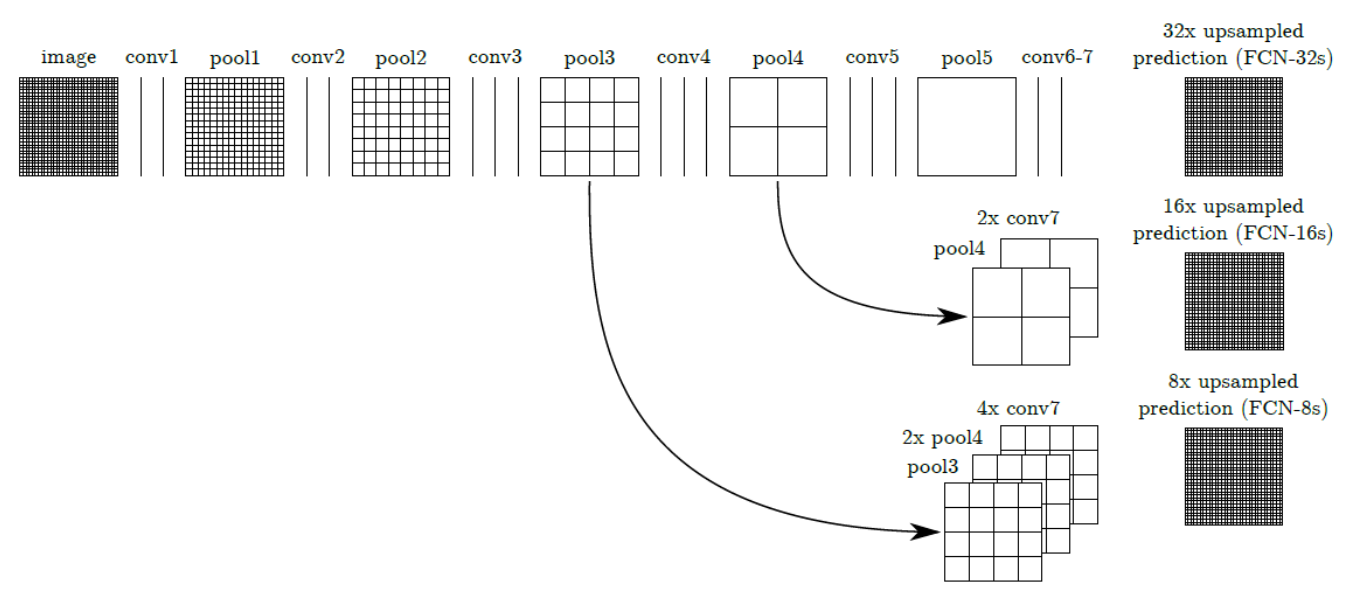 image conv1 pool1 conv2 pool2 conv3 pool3 conv4 pool4 conv5 pool5 conv6-7
32x upsampled
prediction (FCN-32s)
2x conv7
pool4
16x upsampled
prediction (FCN-16s)
4x conv7
2x pool4
pool3
8x upsampled
prediction (FCN-8s)